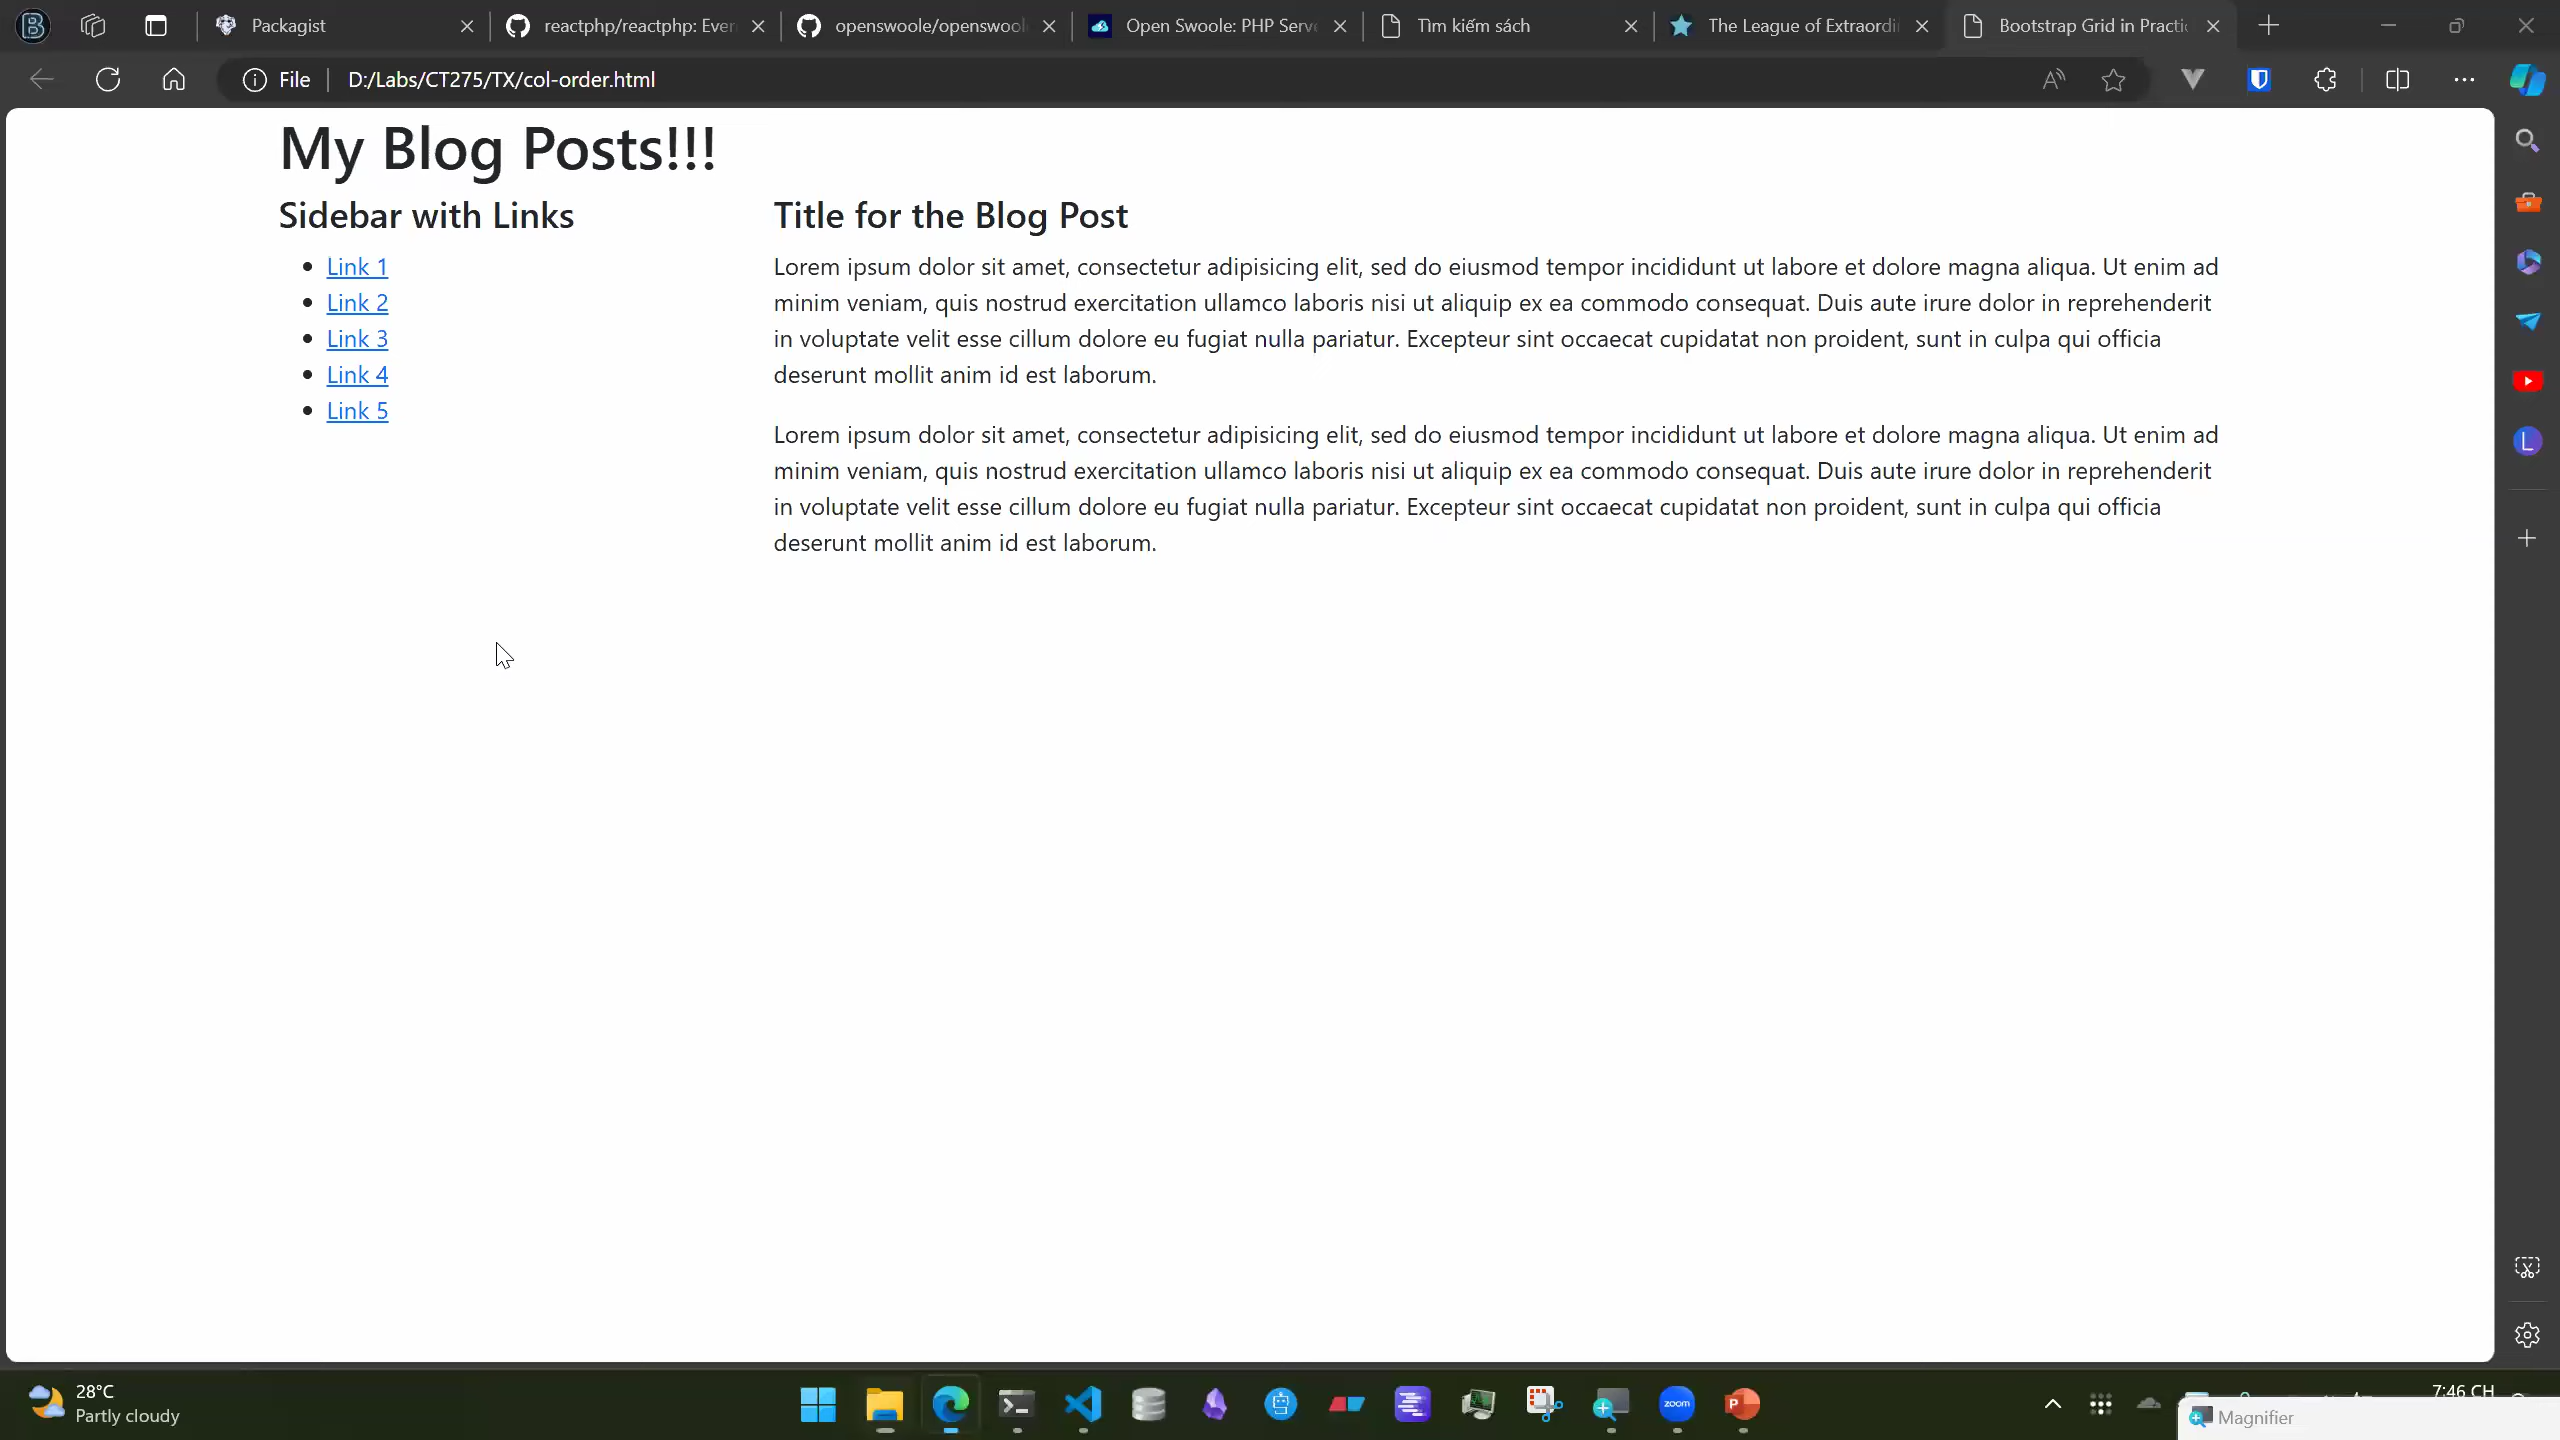 Packagist
reactphp/reactphp: Even
openswoole/openswool
Open Swoole: PHP Serv
Tìm kiếm sách
The League of Extraordi
Bootstrap Grid in Practi
File
D:/Labs/CT275/TX/col-order.html
My Blog Posts!!!
Sidebar with Links
Link 1
Link 2
Link 3
Link 4
Link 5
Title for the Blog Post
Lorem ipsum dolor sit amet, consectetur adipisicing elit, sed do eiusmod tempor incididunt ut labore et dolore magna aliqua. Ut enim ad
minim veniam, quis nostrud exercitation ullamco laboris nisi ut aliquip ex ea commodo consequat. Duis aute irure dolor in reprehenderit
in voluptate velit esse cillum dolore eu fugiat nulla pariatur. Excepteur sint occaecat cupidatat non proident, sunt in culpa qui officia
deserunt mollit anim id est laborum.
Lorem ipsum dolor sit amet, consectetur adipisicing elit, sed do eiusmod tempor incididunt ut labore et dolore magna aliqua. Ut enim ad
minim veniam, quis nostrud exercitation ullamco laboris nisi ut aliquip ex ea commodo consequat. Duis aute irure dolor in reprehenderit
in voluptate velit esse cillum dolore eu fugiat nulla pariatur. Excepteur sint occaecat cupidatat non proident, sunt in culpa qui officia
deserunt mollit anim id est laborum.
L
28°C
Partly cloudy
zoom
7:46 CH
Magnifier